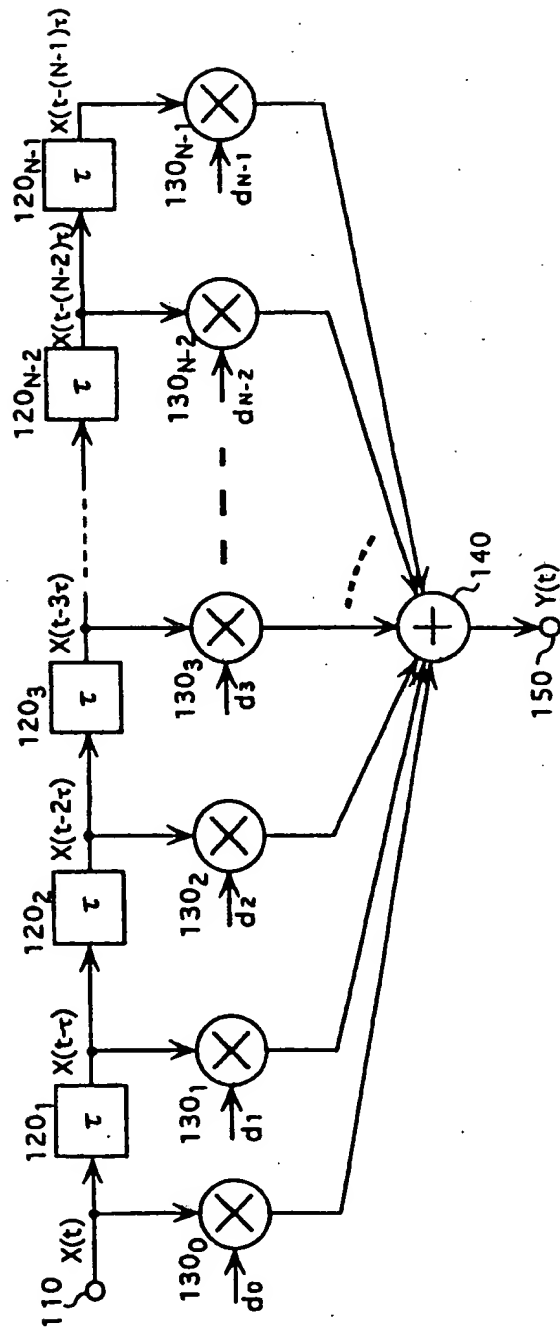 120₁ 120₂ 120₃ 120N-2 120N-1
X(t) X(t-τ) X(t-2τ) X(t-3τ) X(t-(N-2)τ) X(t-(N-1)τ)
110 τ τ τ τ τ
130₀ 130₁ 130₂ 130₃ 130N-2 130N-1
d₀ d₁ d₂ d₃ dN-2 dN-1
140
150 Y(t)